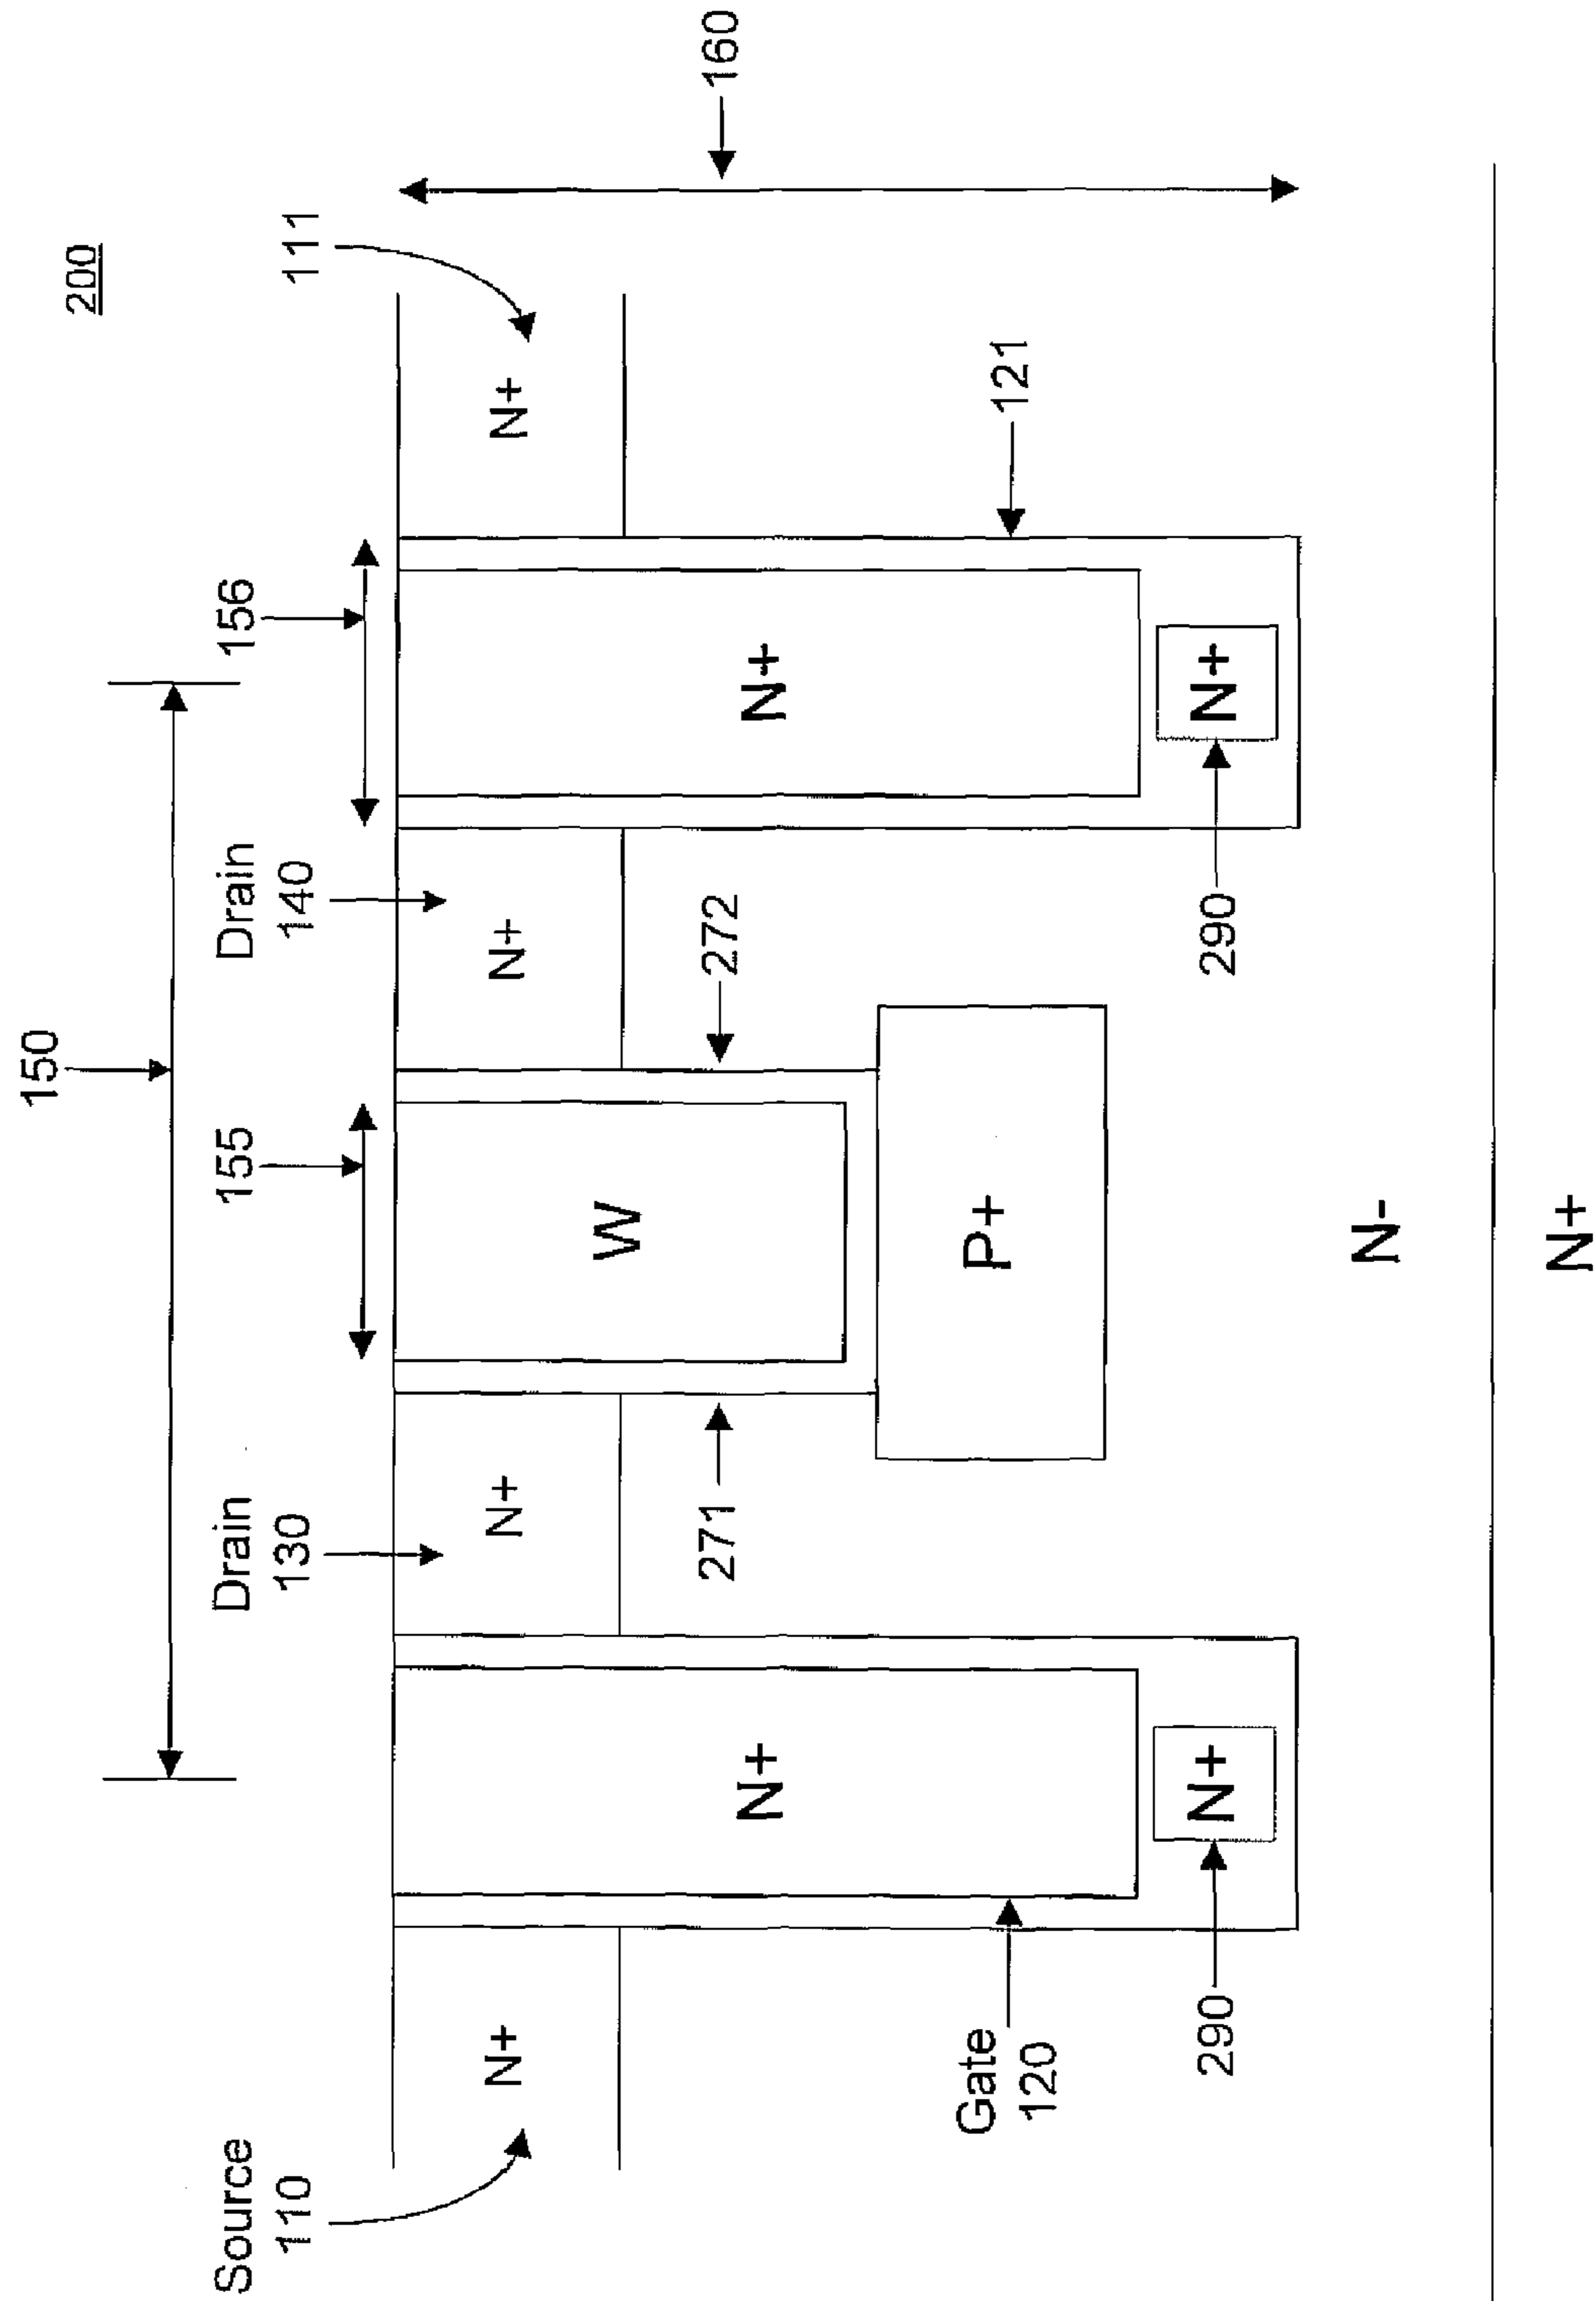 200
150
155
156
Source
110
Drain
130
Drain
140
111
N+
N+
N+
N+
W
271
272
160
N+
N+
P+
Gate
120
121
290
N+
290
N+
N-
N+